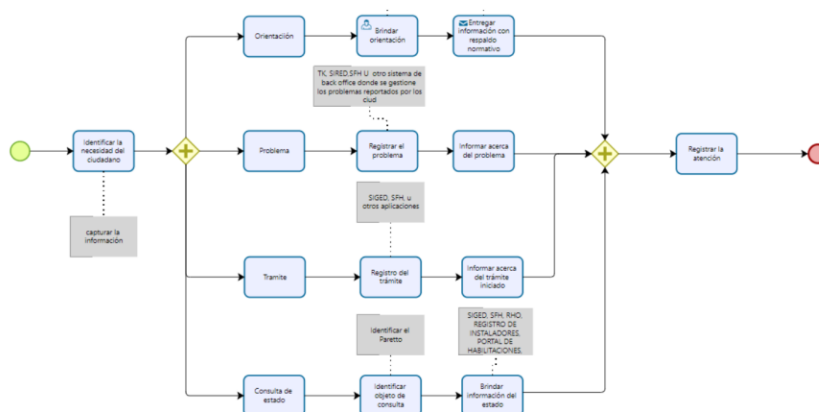 Orientación
Brindar
orientación
Entregar
información con
respaldo
normativo
TK, SIRED,SFH U otro sistema de
back office donde se gestione
los problemas reportados por los
ciud
Identificar la
necesidad del
ciudadano
Problema
Registrar el
problema
Informar acerca
del problema
Registrar la
atención
capturar la
información
SIGED, SFH, u
otros aplicaciones
Tramite
Registro del
trámite
Informar acerca
del trámite
iniciado
Identificar el
Paretto
SIGED, SFH, RHO,
REGISTRO DE
INSTALADORES,
PORTAL DE
HABILITACIONES,
Consulta de
estado
Identificar
objeto de
consulta
Brindar
información del
estado